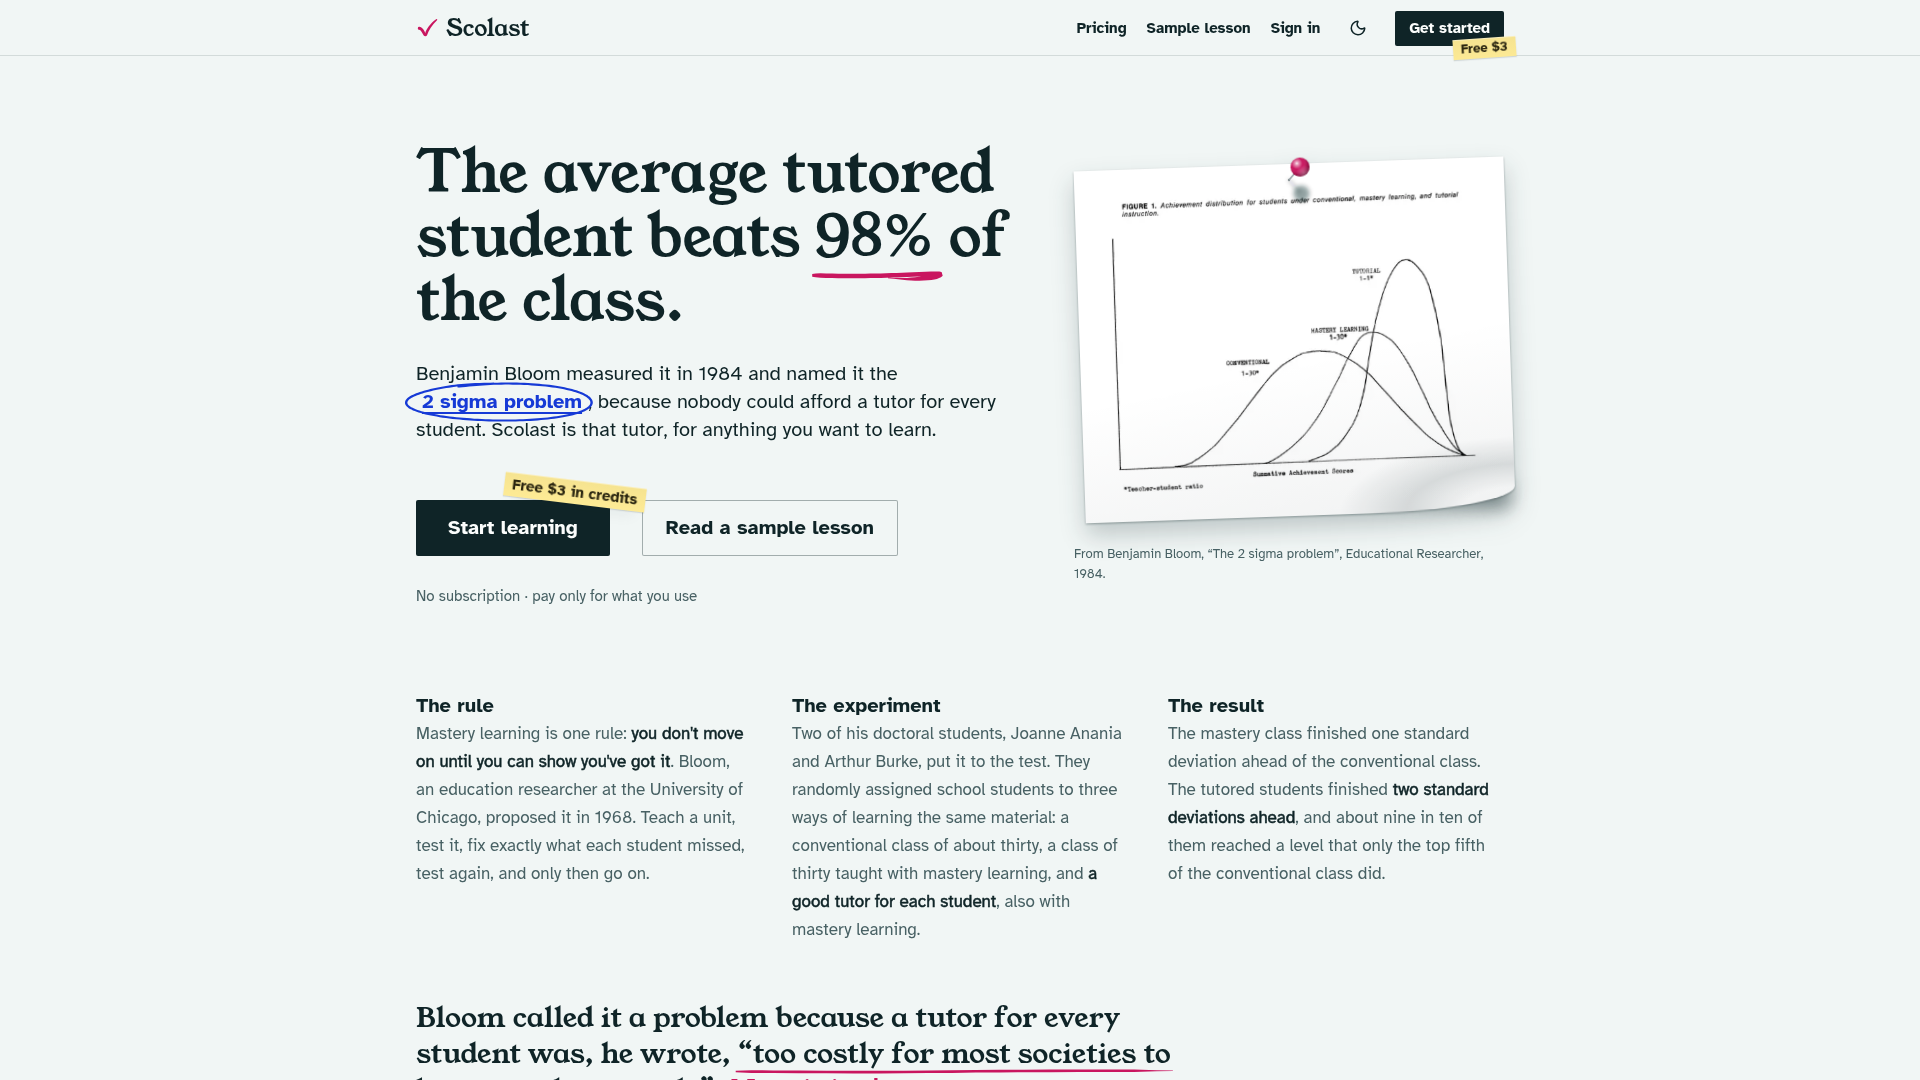 Scolast
Pricing
Sample lesson
Sign in
Get started
Free $3
The average tutored
student beats 98% of
the class.
Benjamin Bloom measured it in 1984 and named it the
2 sigma problem, because nobody could afford a tutor for every
student. Scolast is that tutor, for anything you want to learn.
Free $3 in credits
Start learning
Read a sample lesson
No subscription · pay only for what you use
FIGURE 1. Achievement distribution for students under conventional, mastery learning, and tutorial
instruction.
TUTORIAL
1-1*
MASTERY LEARNING
1-30*
CONVENTIONAL
1-30*
Summative Achievement Scores
*Teacher-student ratio
From Benjamin Bloom, “The 2 sigma problem”, Educational Researcher,
1984.
The rule
Mastery learning is one rule: you don't move
on until you can show you've got it. Bloom,
an education researcher at the University of
Chicago, proposed it in 1968. Teach a unit,
test it, fix exactly what each student missed,
test again, and only then go on.
The experiment
Two of his doctoral students, Joanne Anania
and Arthur Burke, put it to the test. They
randomly assigned school students to three
ways of learning the same material: a
conventional class of about thirty, a class of
thirty taught with mastery learning, and a
good tutor for each student, also with
mastery learning.
The result
The mastery class finished one standard
deviation ahead of the conventional class.
The tutored students finished two standard
deviations ahead, and about nine in ten of
them reached a level that only the top fifth
of the conventional class did.
Bloom called it a problem because a tutor for every
student was, he wrote, “too costly for most societies to